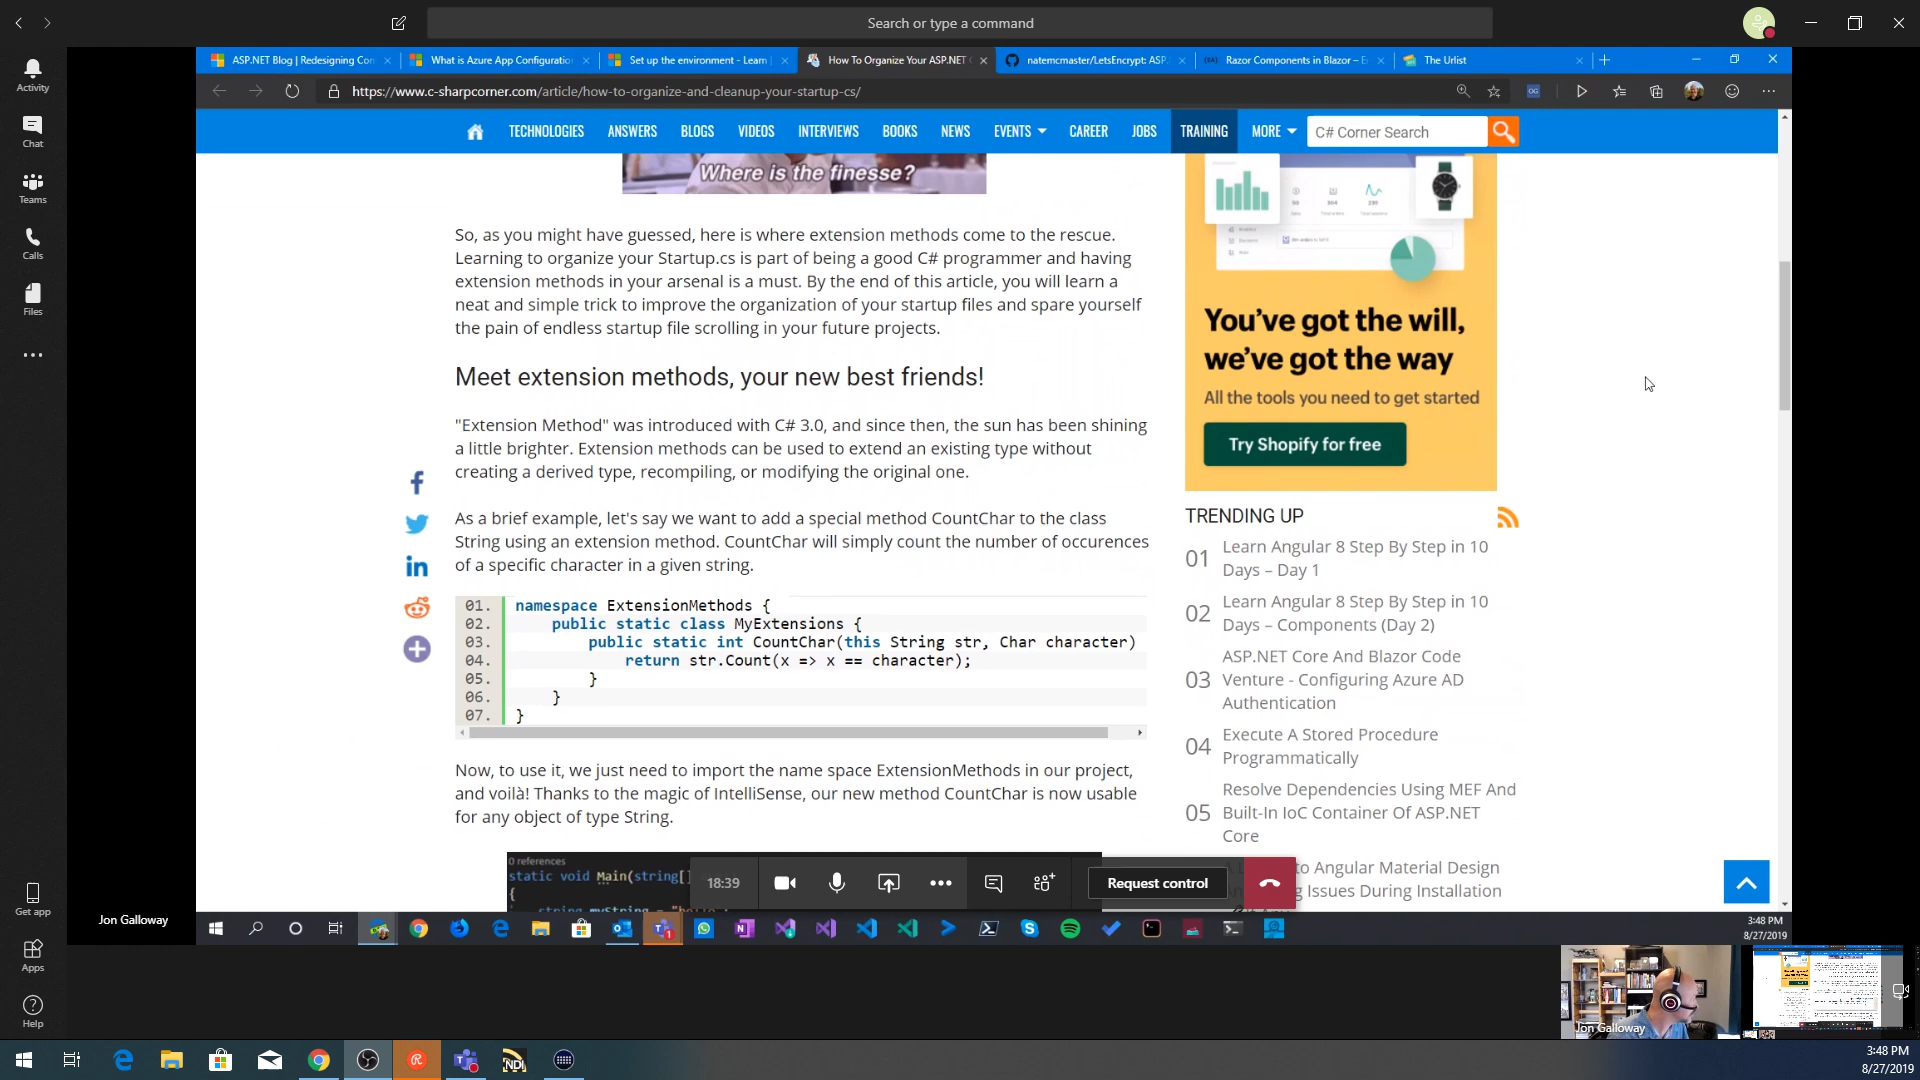 Search or type a command
Activity
Chat
Teams
Calls
Files
Get app
Apps
Help
ASP.NET Blog | Redesigning Con
What is Azure App Configuratio
Set up the environment - Learn
How To Organize Your ASP.NET C
natemcmaster/LetsEncrypt: ASP.
Razor Components in Blazor – E
The Urlist
https://www.c-sharpcorner.com/article/how-to-organize-and-cleanup-your-startup-cs/
TECHNOLOGIES ANSWERS BLOGS VIDEOS INTERVIEWS BOOKS NEWS EVENTS CAREER JOBS TRAINING MORE
C# Corner Search
Where is the finesse?
So, as you might have guessed, here is where extension methods come to the rescue.
Learning to organize your Startup.cs is part of being a good C# programmer and having
extension methods in your arsenal is a must. By the end of this article, you will learn a
neat and simple trick to improve the organization of your startup files and spare yourself
the pain of endless startup file scrolling in your future projects.
Meet extension methods, your new best friends!
"Extension Method" was introduced with C# 3.0, and since then, the sun has been shining
a little brighter. Extension methods can be used to extend an existing type without
creating a derived type, recompiling, or modifying the original one.
As a brief example, let's say we want to add a special method CountChar to the class
String using an extension method. CountChar will simply count the number of occurences
of a specific character in a given string.
01. namespace ExtensionMethods {
02. public static class MyExtensions {
03. public static int CountChar(this String str, Char character)
04. return str.Count(x => x == character);
05. }
06. }
07. }
Now, to use it, we just need to import the name space ExtensionMethods in our project,
and voilà! Thanks to the magic of IntelliSense, our new method CountChar is now usable
for any object of type String.
0 references
static void Main(string[]
{
You've got the will,
we've got the way
All the tools you need to get started
Try Shopify for free
TRENDING UP
01 Learn Angular 8 Step By Step in 10
Days – Day 1
02 Learn Angular 8 Step By Step in 10
Days – Components (Day 2)
03 ASP.NET Core And Blazor Code
Venture - Configuring Azure AD
Authentication
04 Execute A Stored Procedure
Programmatically
05 Resolve Dependencies Using MEF And
Built-In IoC Container Of ASP.NET
Core
to Angular Material Design
Issues During Installation
18:39
Request control
Jon Galloway
3:48 PM
8/27/2019
Jon Galloway
3:48 PM
8/27/2019